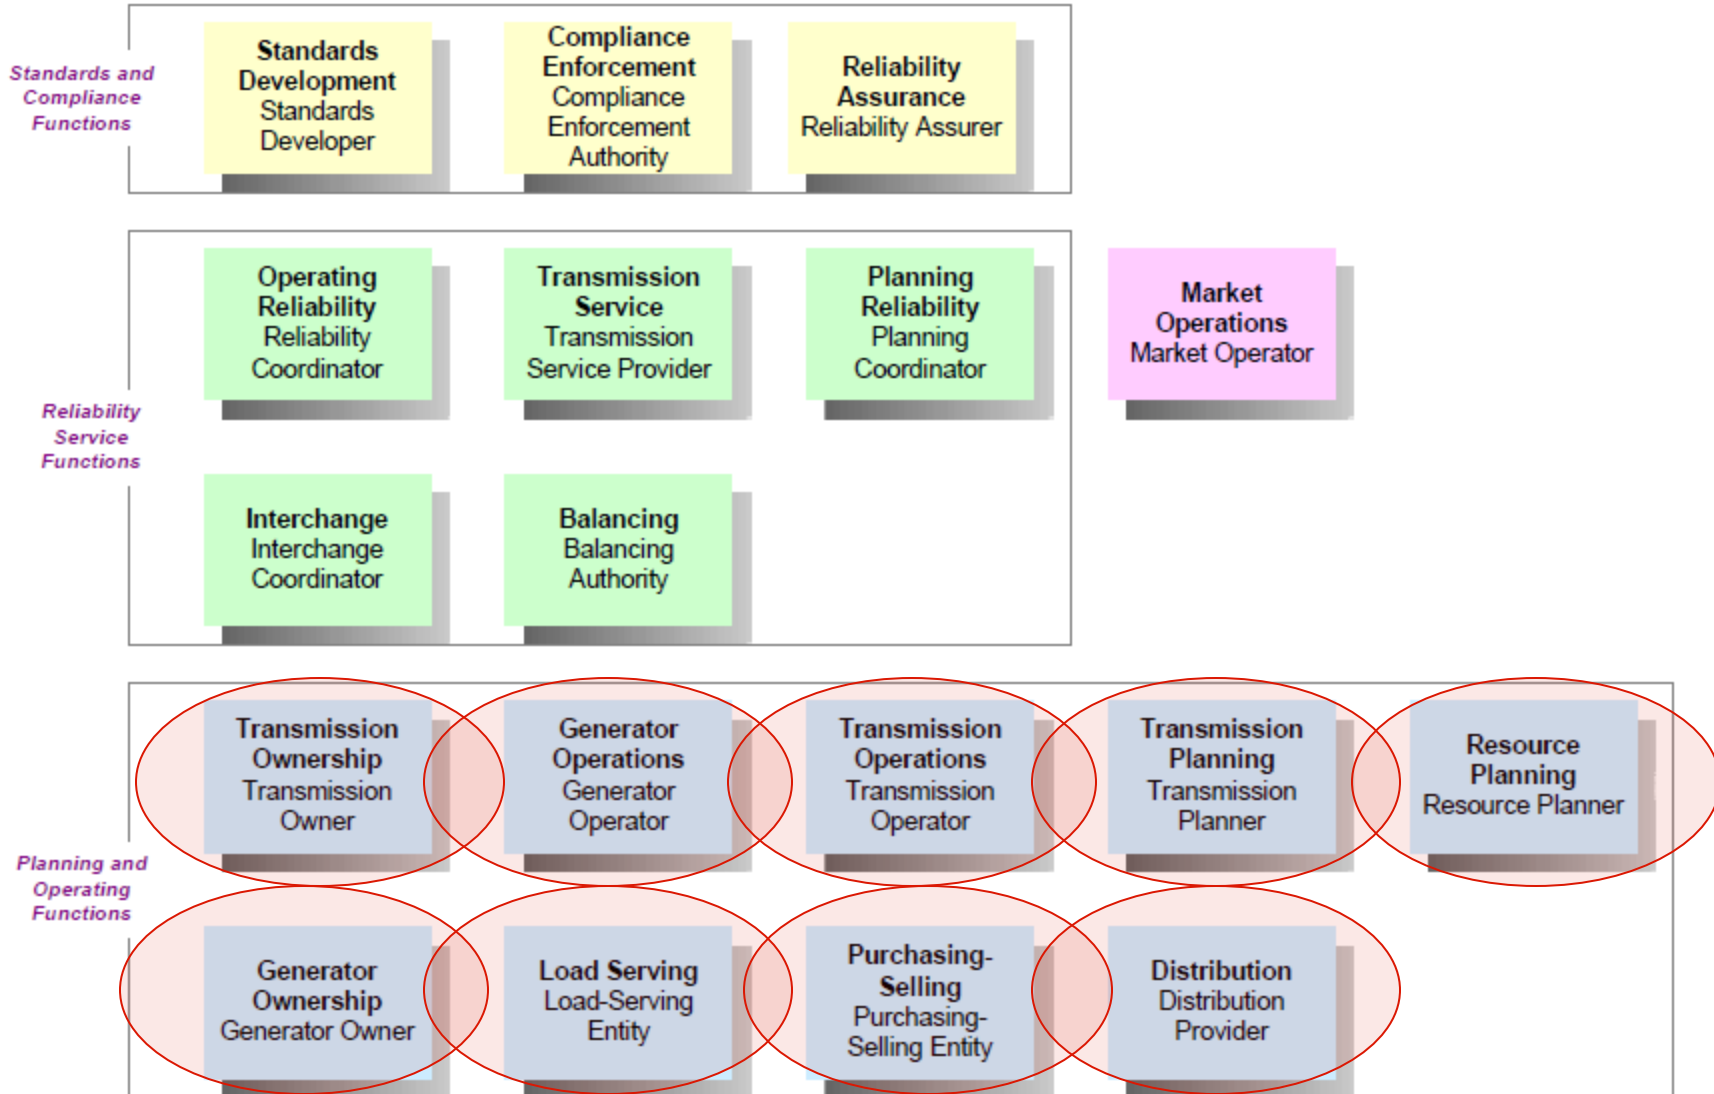 Standards and
Compliance
Functions
Standards
Development
Standards
Developer
Compliance
Enforcement
Compliance
Enforcement
Authority
Reliability
Assurance
Reliability Assurer
Reliability
Service
Functions
Operating
Reliability
Reliability
Coordinator
Transmission
Service
Transmission
Service Provider
Planning
Reliability
Planning
Coordinator
Market
Operations
Market Operator
Interchange
Interchange
Coordinator
Balancing
Balancing
Authority
Planning and
Operating
Functions
Transmission
Ownership
Transmission
Owner
Generator
Operations
Generator
Operator
Transmission
Operations
Transmission
Operator
Transmission
Planning
Transmission
Planner
Resource
Planning
Resource Planner
Generator
Ownership
Generator Owner
Load Serving
Load-Serving
Entity
Purchasing-
Selling
Purchasing-
Selling Entity
Distribution
Distribution
Provider